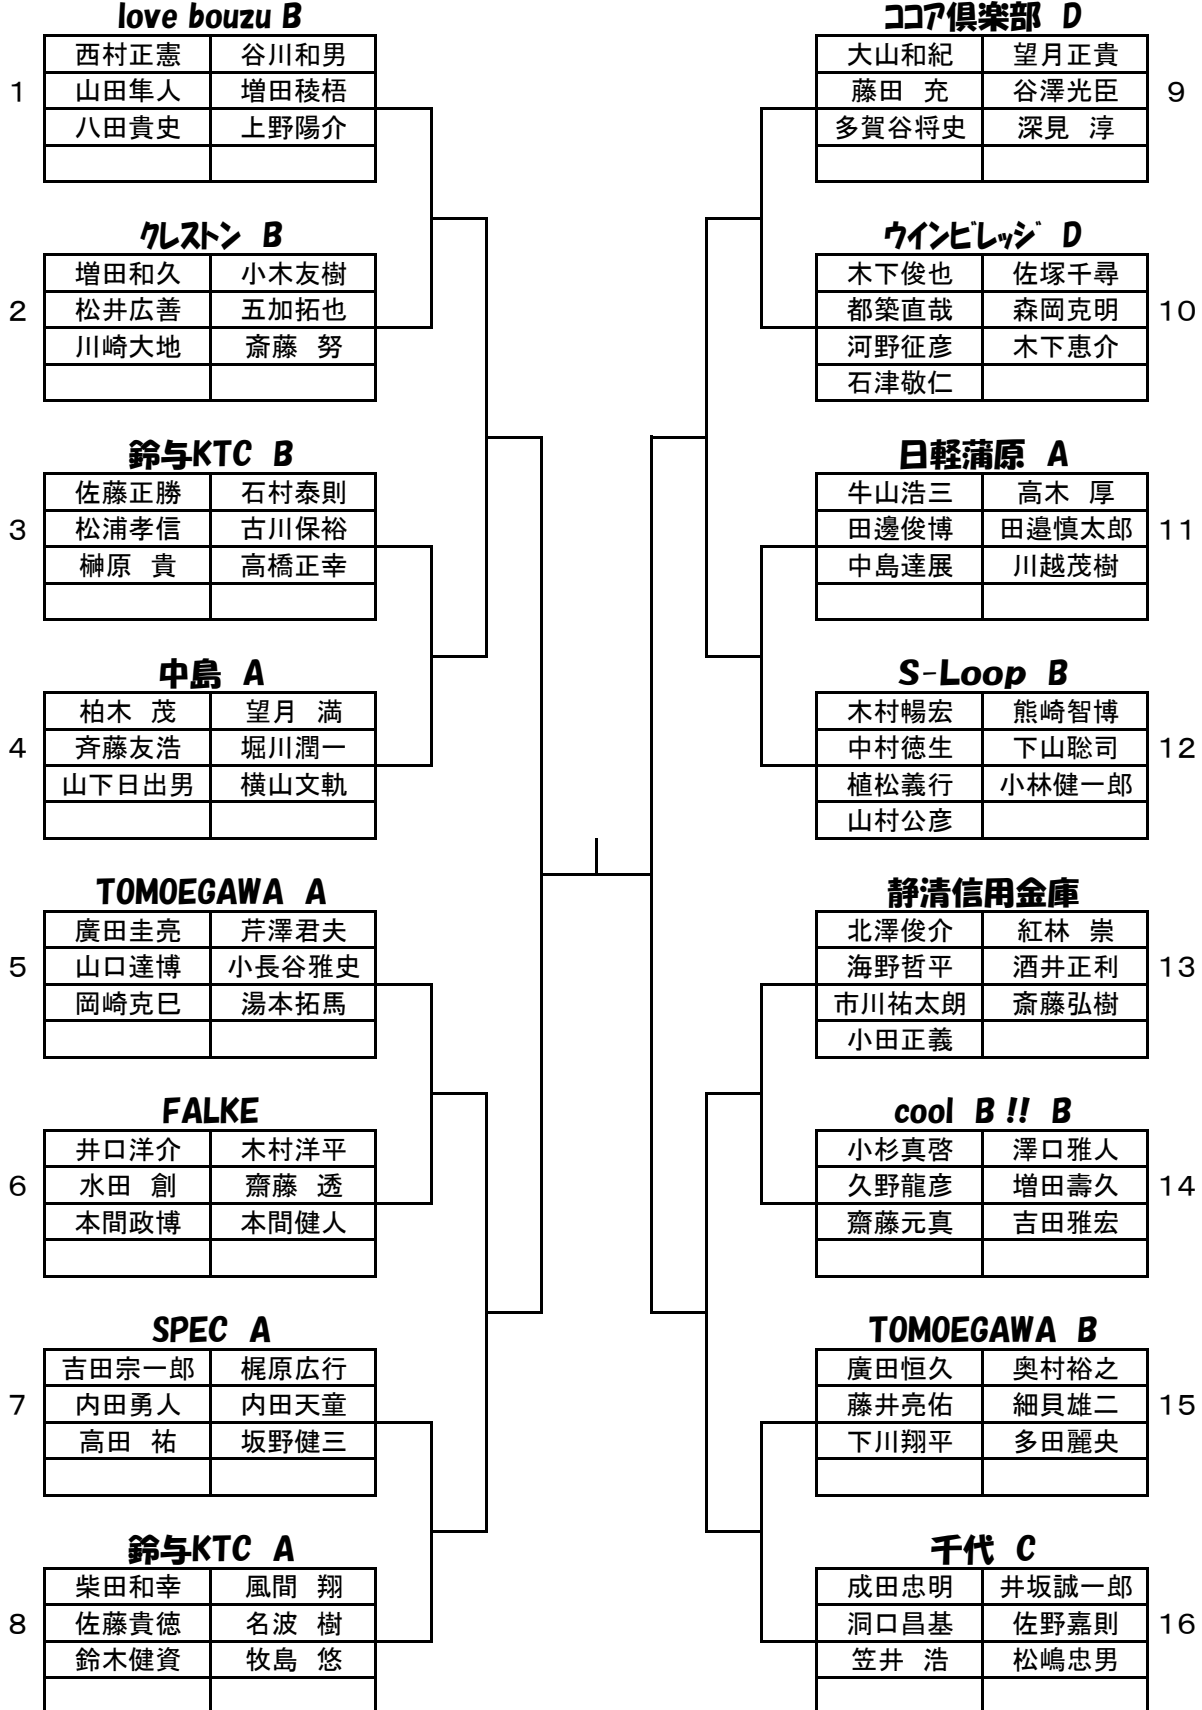 love bouzu B
西村正憲 谷川和男
1 山田隼人 増田稜梧
八田貴史 上野陽介
クレストン B
増田和久 小木友樹
2 松井広善 五加拓也
川崎大地 斎藤 努
鈴与KTC B
佐藤正勝 石村泰則
3 松浦孝信 古川保裕
榊原 貴 高橋正幸
中島 A
柏木 茂 望月 満
4 斉藤友浩 堀川潤一
山下日出男 横山文軌
TOMOEGAWA A
廣田圭亮 芹澤君夫
5 山口達博 小長谷雅史
岡崎克巳 湯本拓馬
FALKE
井口洋介 木村洋平
6 水田 創 齋藤 透
本間政博 本間健人
SPEC A
吉田宗一郎 梶原広行
7 内田勇人 内田天童
高田 祐 坂野健三
鈴与KTC A
柴田和幸 風間 翔
8 佐藤貴徳 名波 樹
鈴木健資 牧島 悠
ココア倶楽部 D
大山和紀 望月正貴
藤田 充 谷澤光臣 9
多賀谷将史 深見 淳
ウインビレッジ D
木下俊也 佐塚千尋
都築直哉 森岡克明 10
河野征彦 木下恵介
石津敬仁
日軽蒲原 A
牛山浩三 高木 厚
田邊俊博 田邉慎太郎 11
中島達展 川越茂樹
S-Loop B
木村暢宏 熊崎智博
中村徳生 下山聡司 12
植松義行 小林健一郎
山村公彦
静清信用金庫
北澤俊介 紅林 崇
海野哲平 酒井正利 13
市川祐太朗 斎藤弘樹
小田正義
cool B !! B
小杉真啓 澤口雅人
久野龍彦 増田壽久 14
齋藤元真 吉田雅宏
TOMOEGAWA B
廣田恒久 奥村裕之
藤井亮佑 細貝雄二 15
下川翔平 多田麗央
千代 C
成田忠明 井坂誠一郎
洞口昌基 佐野嘉則 16
笠井 浩 松嶋忠男